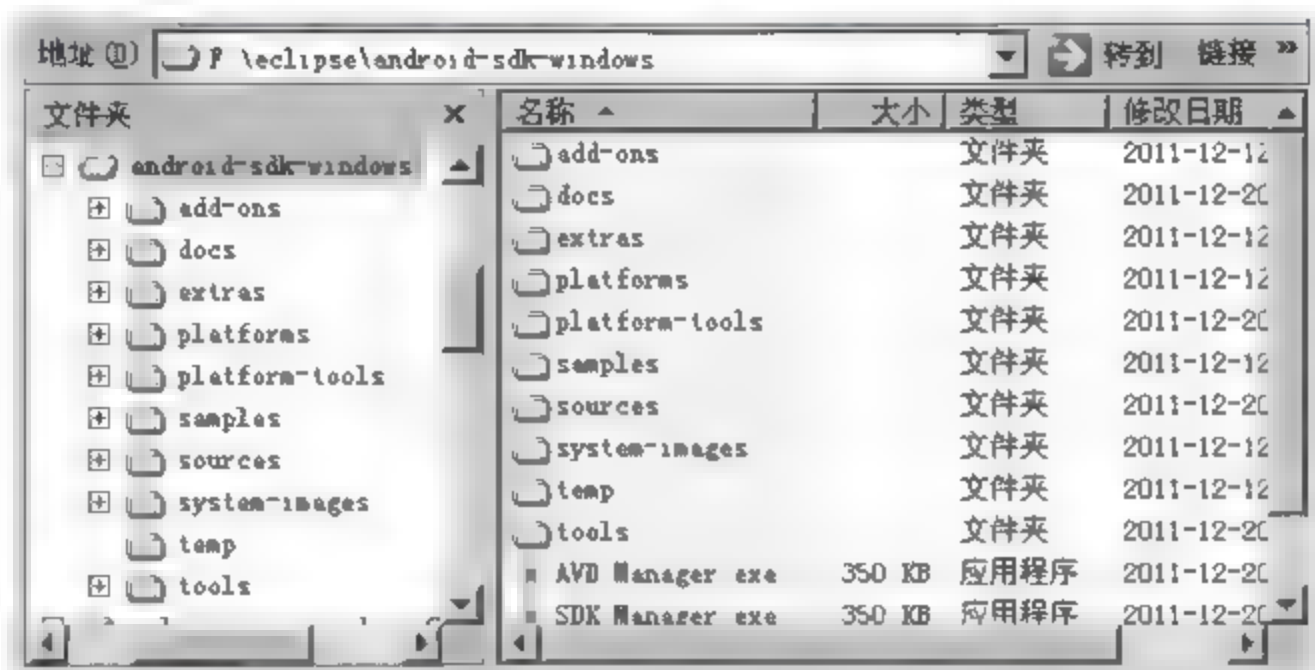 地址(D) F \eclipse\android-sdk-windows 转到 链接 »
文件夹 ×
android-sdk-windows
add-ons
docs
extras
platforms
platform-tools
samples
sources
system-images
temp
tools
名称 大小 类型 修改日期
add-ons 文件夹 2011-12-12
docs 文件夹 2011-12-20
extras 文件夹 2011-12-12
platforms 文件夹 2011-12-12
platform-tools 文件夹 2011-12-20
samples 文件夹 2011-12-12
sources 文件夹 2011-12-20
system-images 文件夹 2011-12-12
temp 文件夹 2011-12-12
tools 文件夹 2011-12-20
AVD Manager exe 350 KB 应用程序 2011-12-20
SDK Manager exe 350 KB 应用程序 2011-12-20